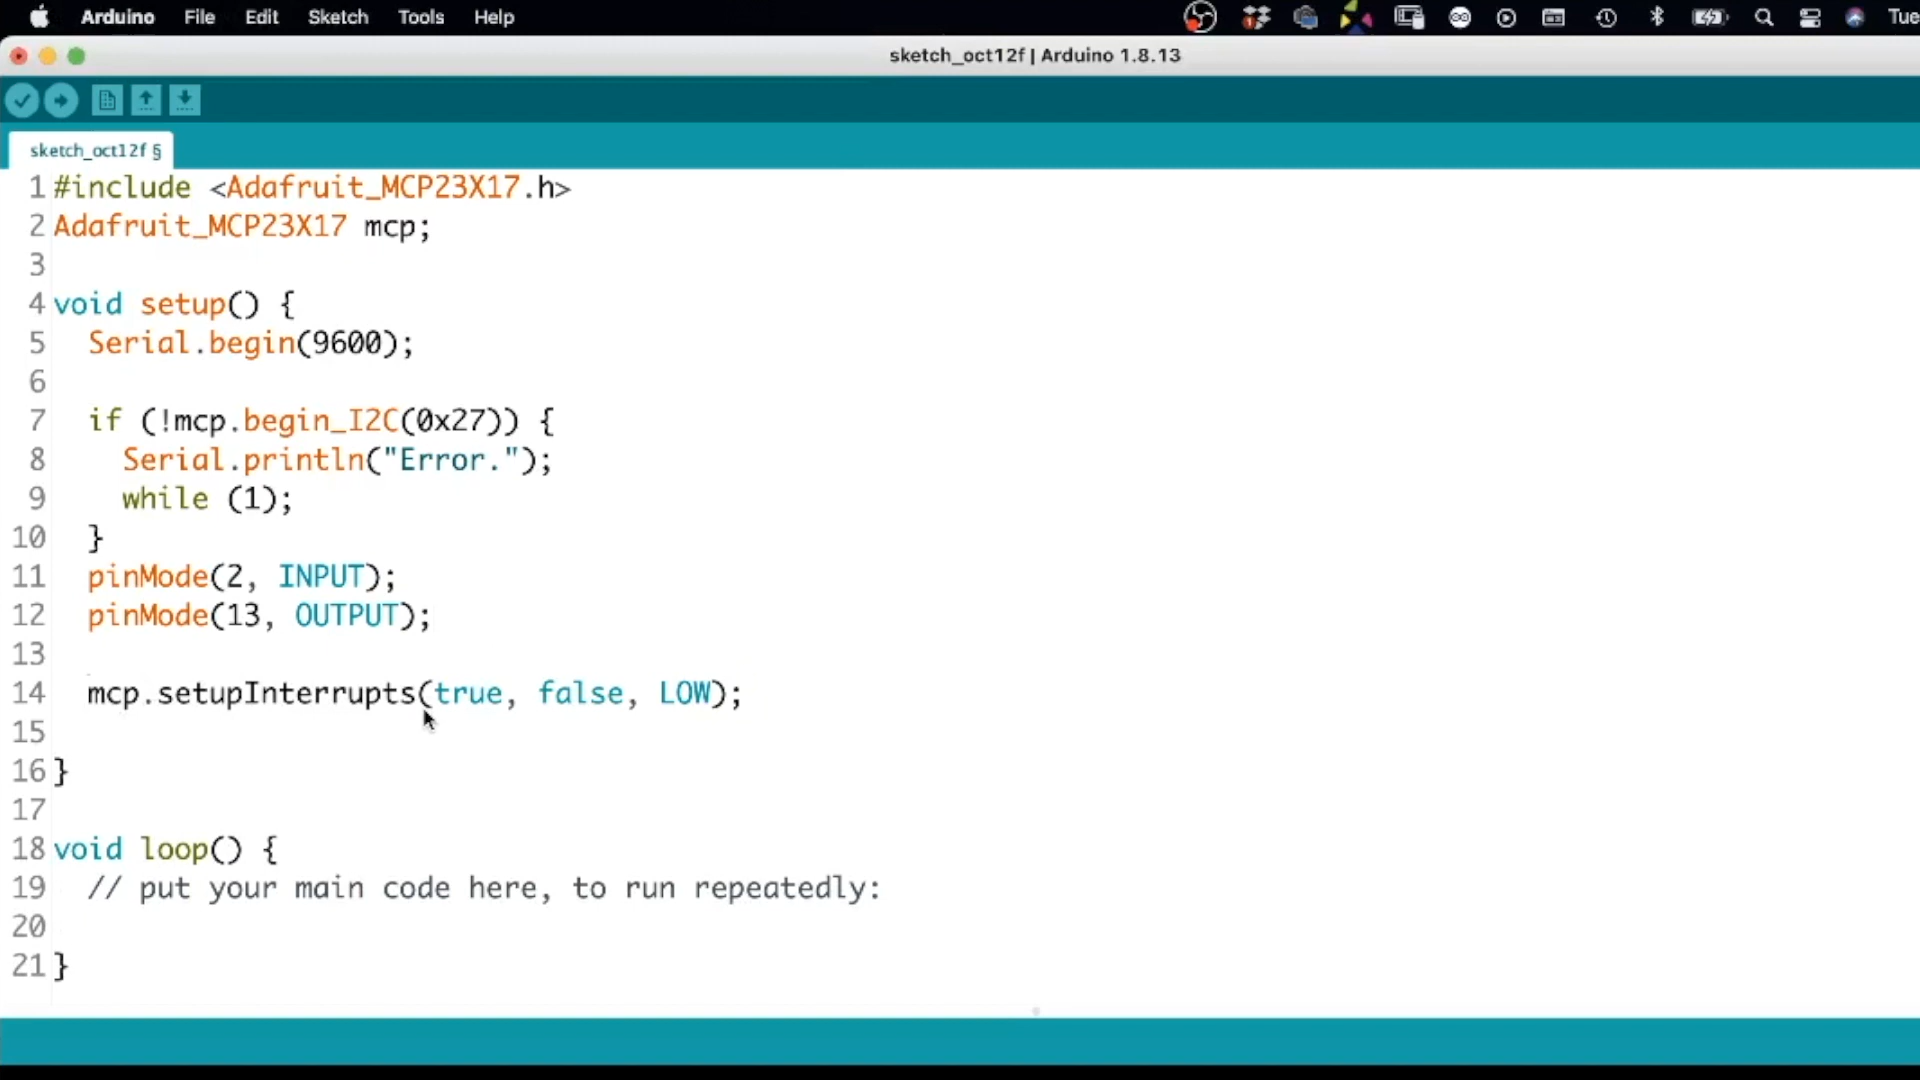 Arduino File Edit Sketch Tools Help Tue
sketch_oct12f | Arduino 1.8.13
sketch_oct12f §
1 #include <Adafruit_MCP23X17.h>
2 Adafruit_MCP23X17 mcp;
3
4 void setup() {
5 Serial.begin(9600);
6
7 if (!mcp.begin_I2C(0x27)) {
8 Serial.println("Error.");
9 while (1);
10 }
11 pinMode(2, INPUT);
12 pinMode(13, OUTPUT);
13
14 mcp.setupInterrupts(true, false, LOW);
15
16 }
17
18 void loop() {
19 // put your main code here, to run repeatedly:
20
21 }